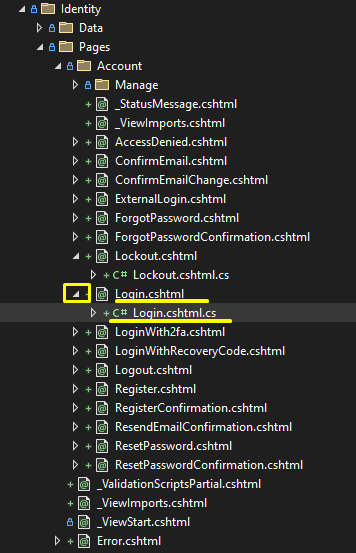 Identity
Data
Pages
Account
Manage
_StatusMessage.cshtml
_ViewImports.cshtml
AccessDenied.cshtml
ConfirmEmail.cshtml
ConfirmEmailChange.cshtml
ExternalLogin.cshtml
ForgotPassword.cshtml
ForgotPasswordConfirmation.cshtml
Lockout.cshtml
C# Lockout.cshtml.cs
Login.cshtml
C# Login.cshtml.cs
LoginWith2fa.cshtml
LoginWithRecoveryCode.cshtml
Logout.cshtml
Register.cshtml
RegisterConfirmation.cshtml
ResendEmailConfirmation.cshtml
ResetPassword.cshtml
ResetPasswordConfirmation.cshtml
_ValidationScriptsPartial.cshtml
_ViewImports.cshtml
_ViewStart.cshtml
Error.cshtml